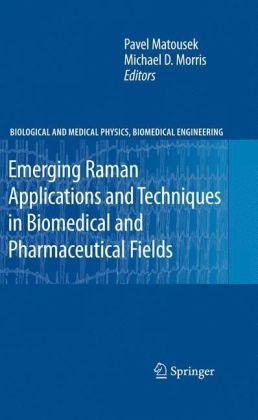 Pavel Matousek
Michael D. Morris
Editors
BIOLOGICAL AND MEDICAL PHYSICS, BIOMEDICAL ENGINEERING
Emerging Raman
Applications and Techniques
in Biomedical and
Pharmaceutical Fields
Springer